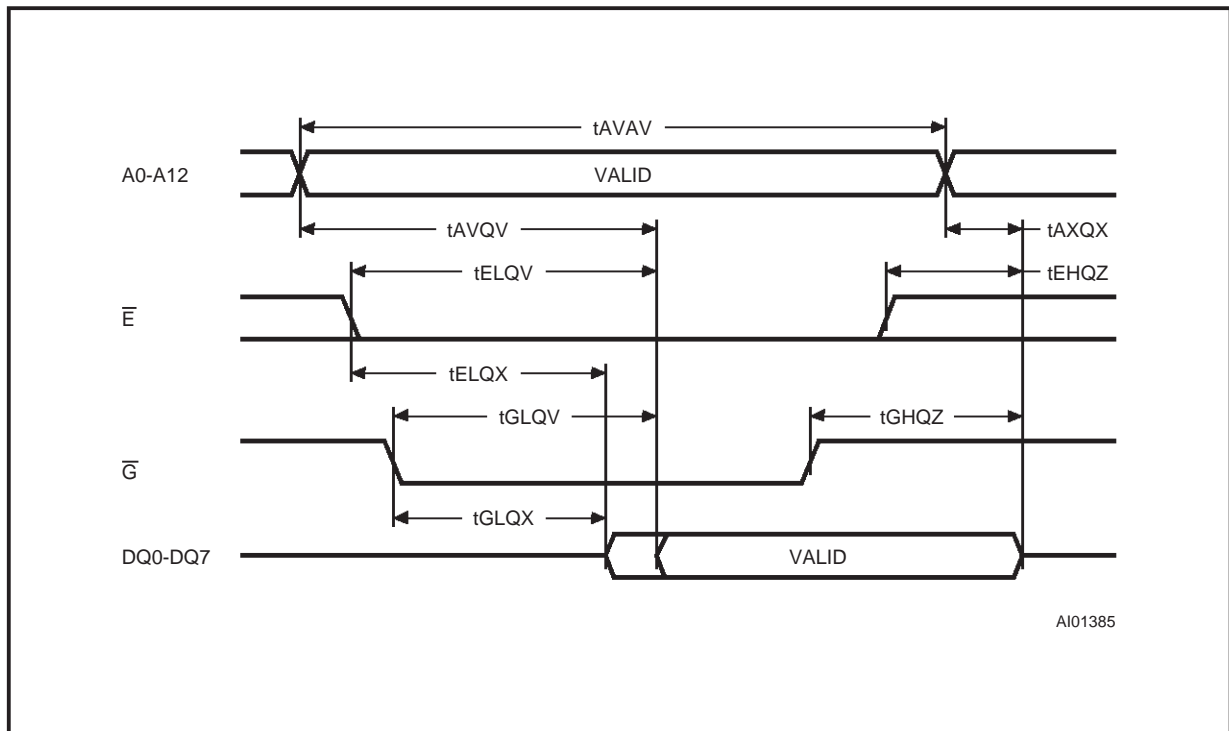 tAVAV
A0-A12
VALID
tAVQV
tAXQX
tELQV
tEHQZ
E̅
tELQX
tGLQV
tGHQZ
G̅
tGLQX
DQ0-DQ7
VALID
AI01385